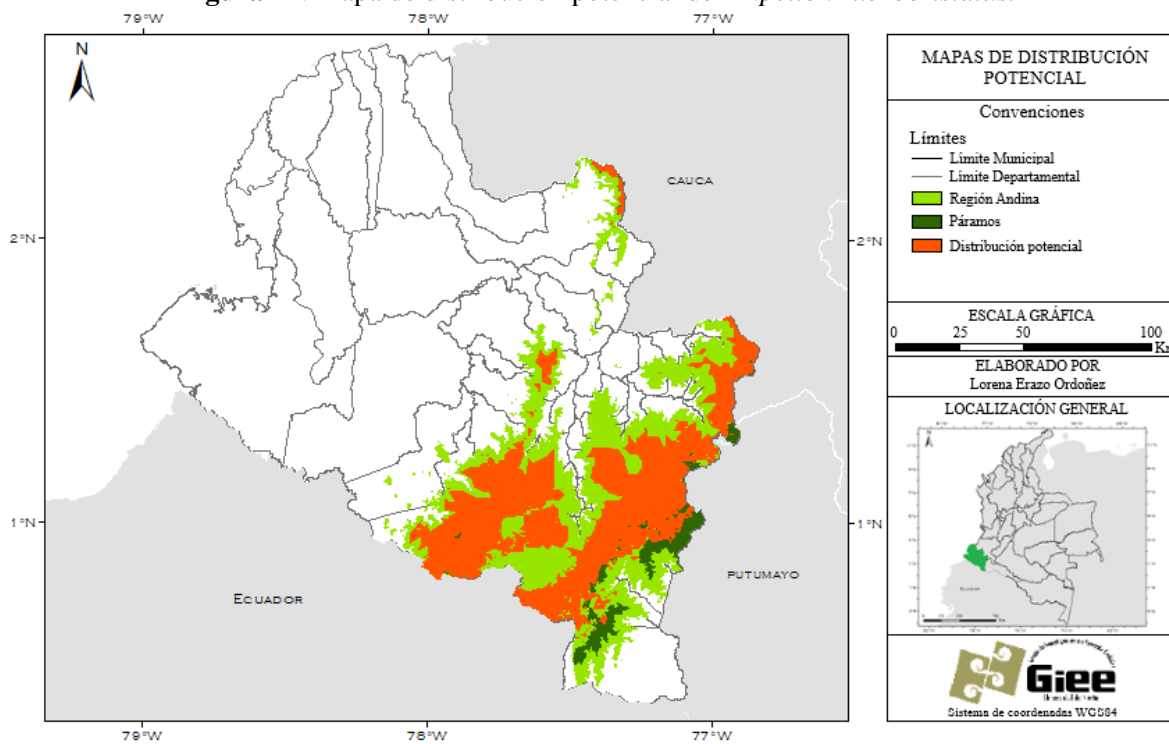 79°W 78°W 77°W
N
CAUCA
2°N 2°N
1°N 1°N
ECUADOR
PUTUMAYO
79°W 78°W 77°W
MAPAS DE DISTRIBUCIÓN
POTENCIAL
Convenciones
Límites
Límite Municipal
Límite Departamental
Región Andina
Páramos
Distribución potencial
ESCALA GRÁFICA
0 25 50 100
ELABORADO POR
Lorena Erazo Ordoñez
LOCALIZACIÓN GENERAL
Giee
Sistema de coordenadas WGS84